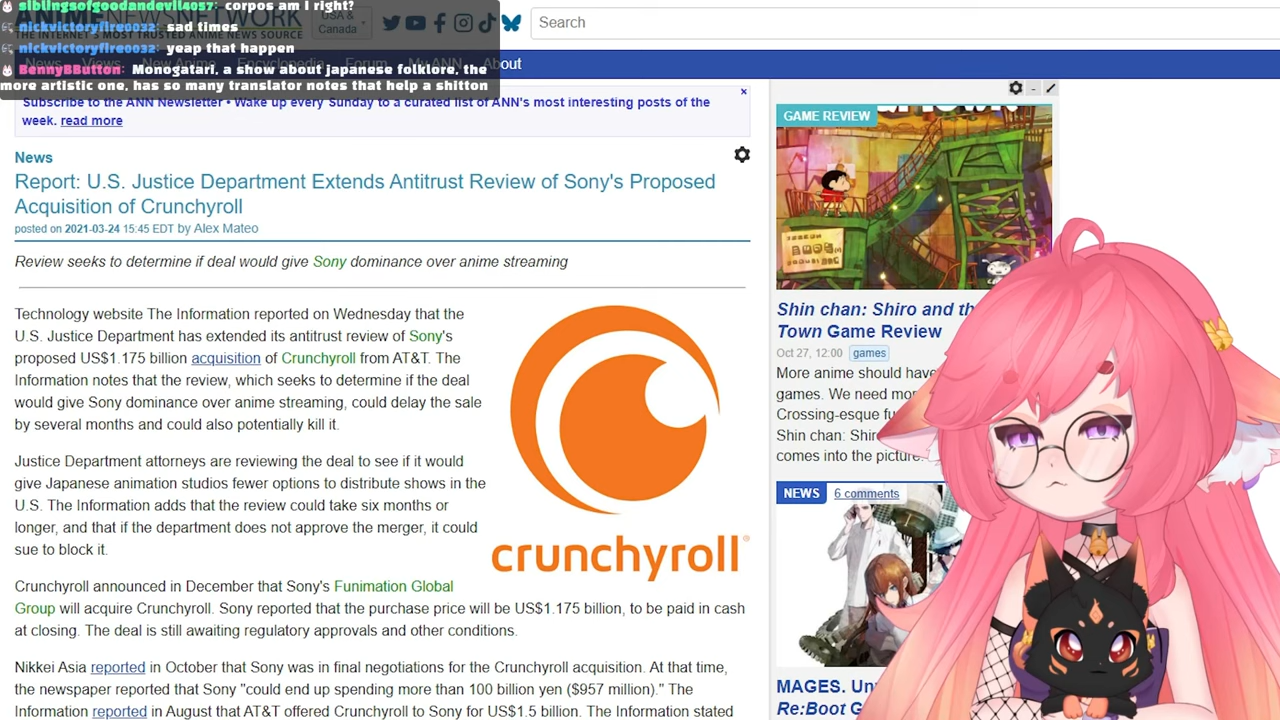 siblingsofgoodandevil4057: corpos am I right?
nickvictoryfire0032: sad times
nickvictoryfire0032: yeap that happen
BennyBButton: Monogatari, a show about japanese folklore, the
more artistic one, has so many translator notes that help a shitton
ANIME NEWS NETWORK
THE INTERNET'S MOST TRUSTED ANIME NEWS SOURCE
USA &
Canada
Search
News Views Encyclopedia Forum My ANN About
Subscribe to the ANN Newsletter • Wake up every Sunday to a curated list of ANN's most interesting posts of the
week. read more
News
Report: U.S. Justice Department Extends Antitrust Review of Sony's Proposed
Acquisition of Crunchyroll
posted on 2021-03-24 15:45 EDT by Alex Mateo
Review seeks to determine if deal would give Sony dominance over anime streaming
Technology website The Information reported on Wednesday that the
U.S. Justice Department has extended its antitrust review of Sony's
proposed US$1.175 billion acquisition of Crunchyroll from AT&T. The
Information notes that the review, which seeks to determine if the deal
would give Sony dominance over anime streaming, could delay the sale
by several months and could also potentially kill it.
Justice Department attorneys are reviewing the deal to see if it would
give Japanese animation studios fewer options to distribute shows in the
U.S. The Information adds that the review could take six months or
longer, and that if the department does not approve the merger, it could
sue to block it.
crunchyroll®
Crunchyroll announced in December that Sony's Funimation Global
Group will acquire Crunchyroll. Sony reported that the purchase price will be US$1.175 billion, to be paid in cash
at closing. The deal is still awaiting regulatory approvals and other conditions.
Nikkei Asia reported in October that Sony was in final negotiations for the Crunchyroll acquisition. At that time,
the newspaper reported that Sony "could end up spending more than 100 billion yen ($957 million)." The
Information reported in August that AT&T offered Crunchyroll to Sony for US$1.5 billion. The Information stated
GAME REVIEW
Shin chan: Shiro and th
Town Game Review
Oct 27, 12:00 games
More anime should have
games. We need mor
Crossing-esque fu
Shin chan: Shir
comes into the picture
NEWS 6 comments
MAGES. Un
Re:Boot G